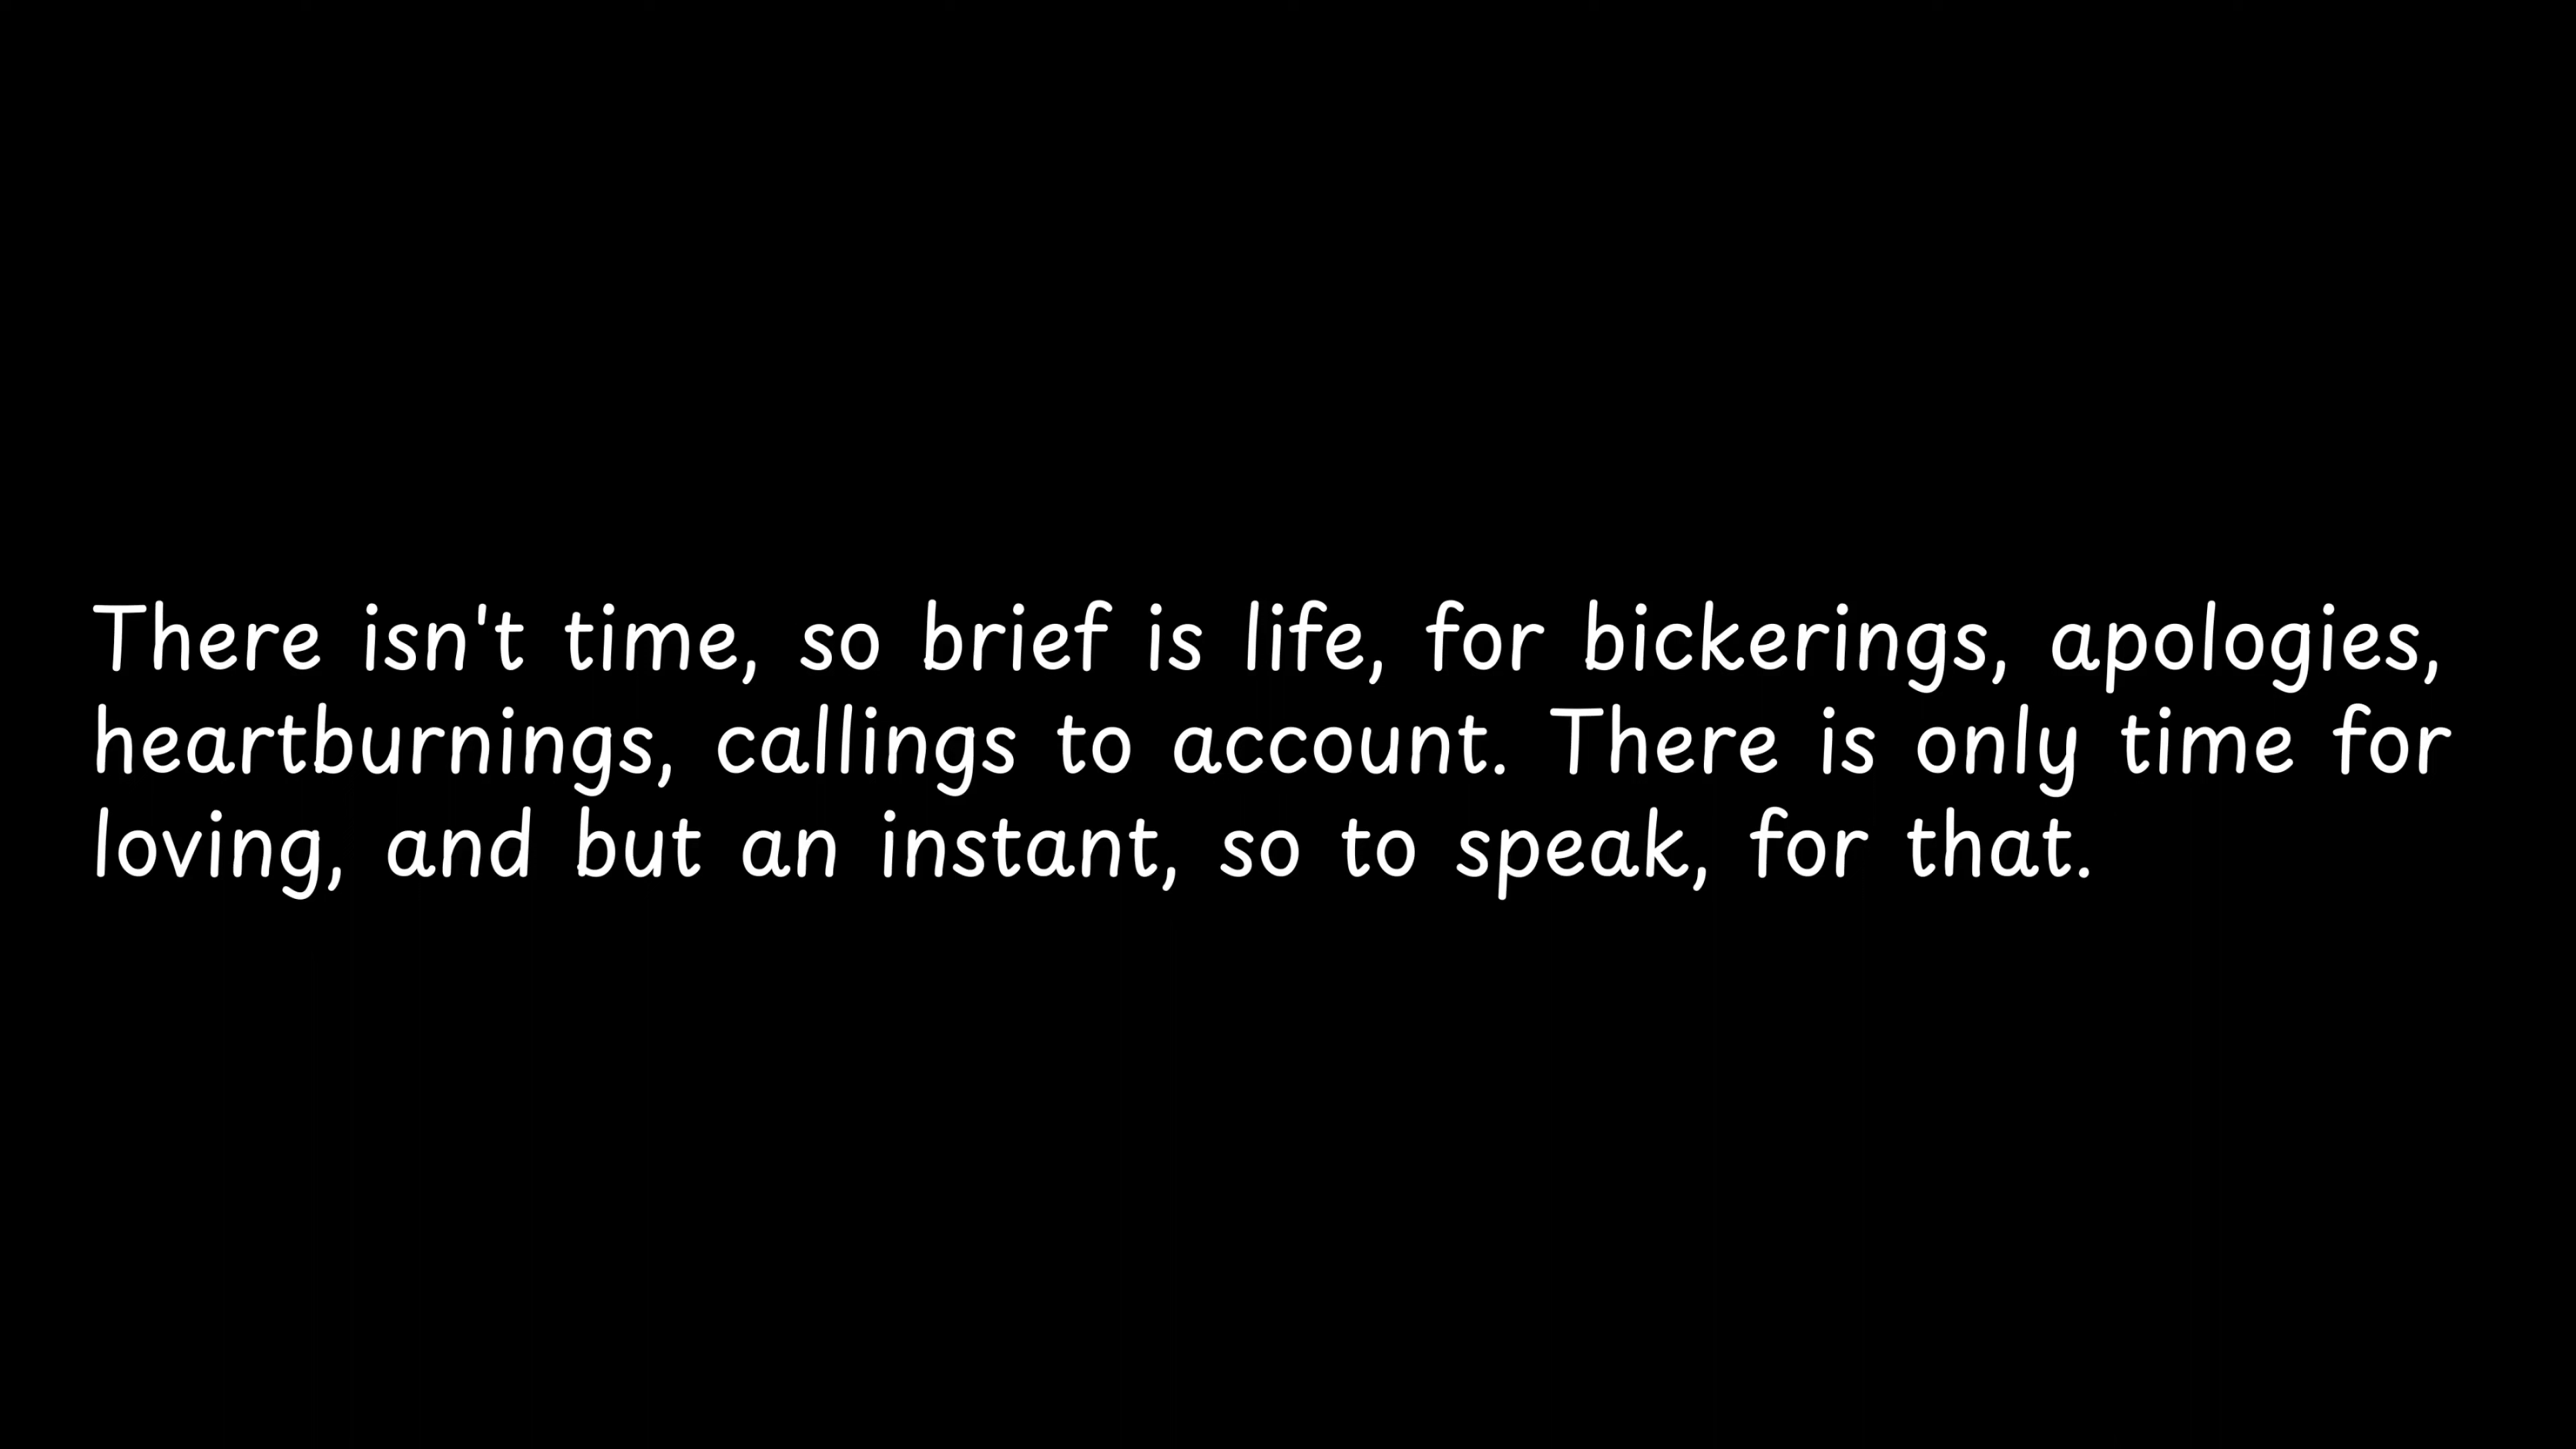 There isn't time, so brief is life, for bickerings, apologies,
heartburnings, callings to account. There is only time for
loving, and but an instant, so to speak, for that.